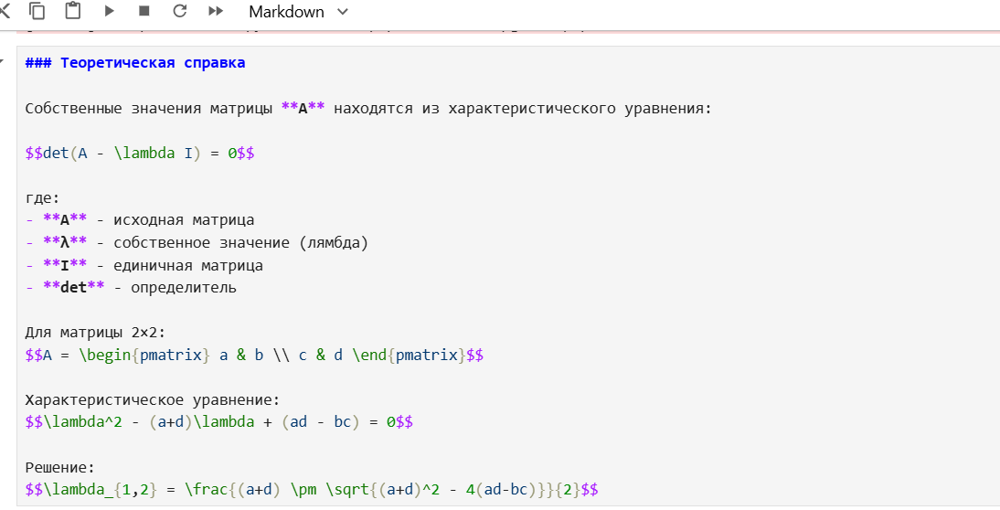 Markdown
### Теоретическая справка
Собственные значения матрицы **A** находятся из характеристического уравнения:
$$det(A - \lambda I) = 0$$
где:
- **A** - исходная матрица
- **λ** - собственное значение (лямбда)
- **I** - единичная матрица
- **det** - определитель
Для матрицы 2×2:
$$A = \begin{pmatrix} a & b \\ c & d \end{pmatrix}$$
Характеристическое уравнение:
$$\lambda^2 - (a+d)\lambda + (ad - bc) = 0$$
Решение:
$$\lambda_{1,2} = \frac{(a+d) \pm \sqrt{(a+d)^2 - 4(ad-bc)}}{2}$$